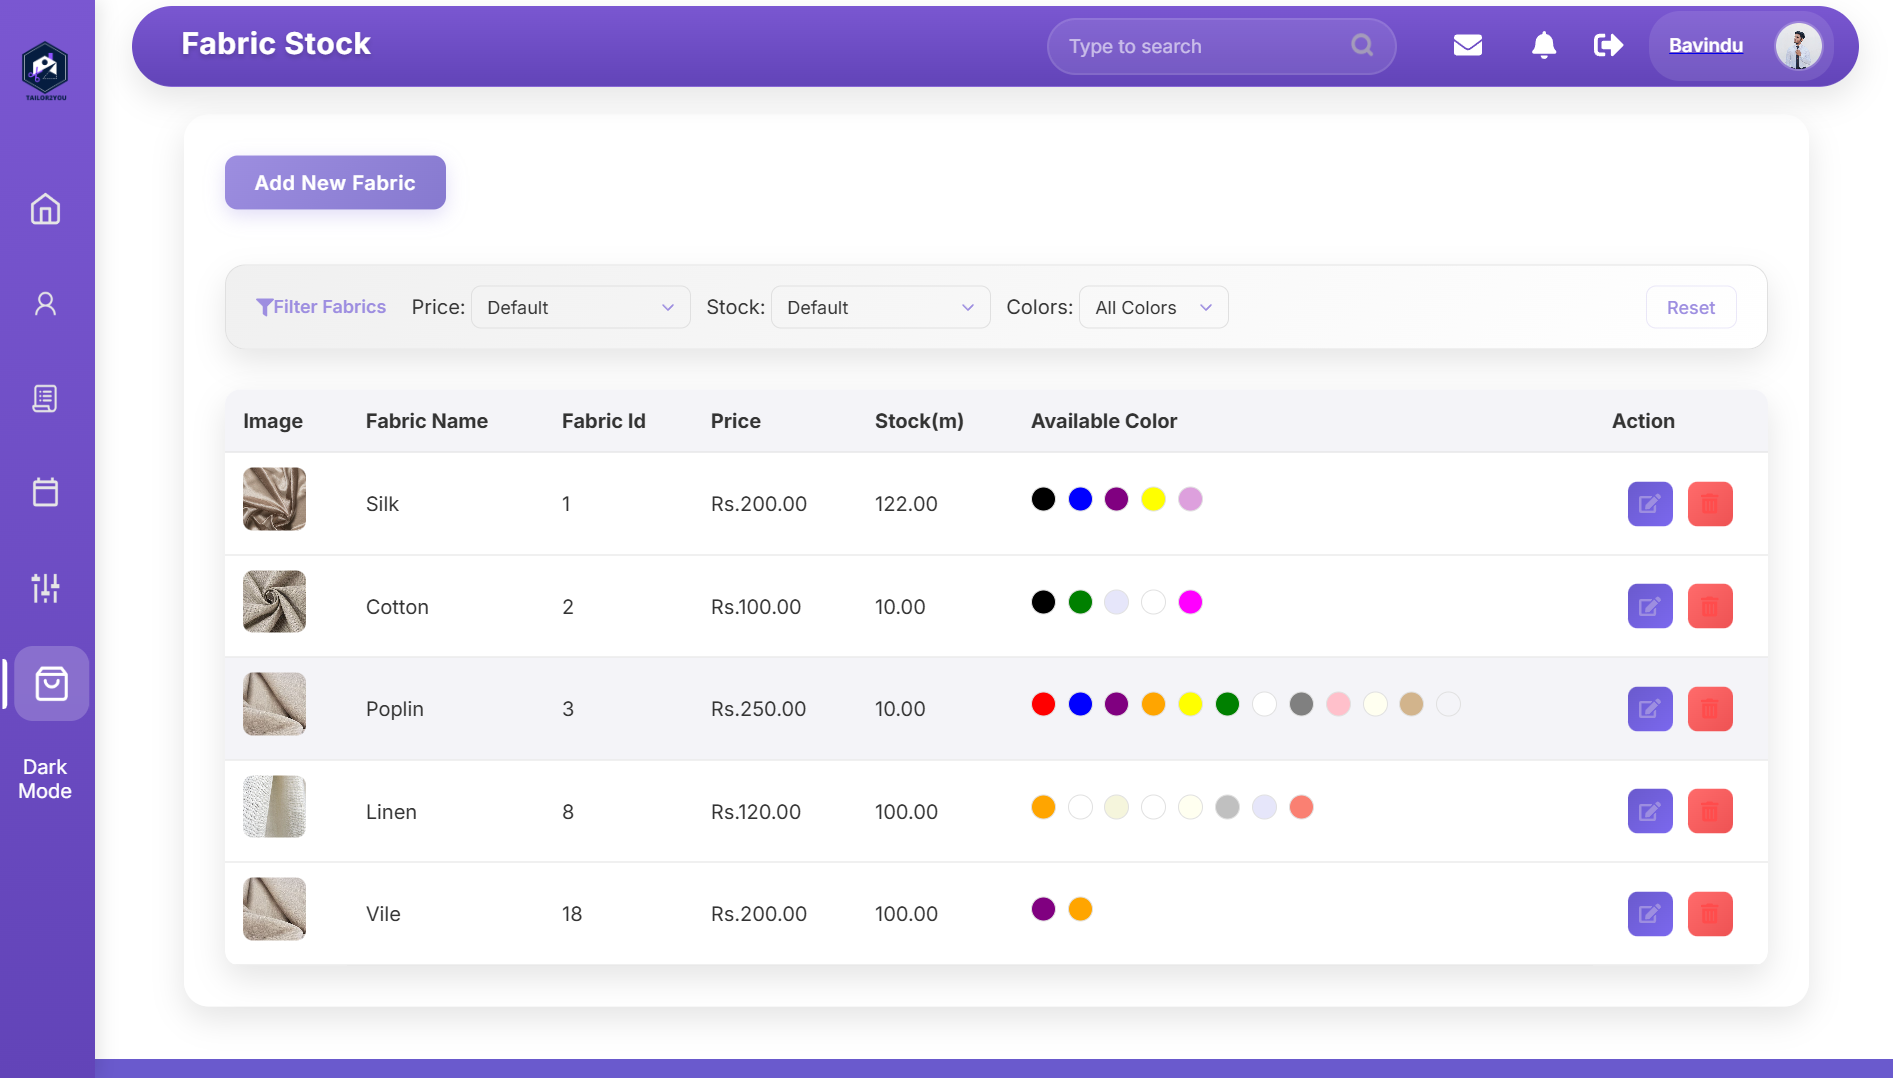 TAILOR2YOU
Fabric Stock
Type to search
Bavindu
Add New Fabric
Filter Fabrics Price: Default Stock: Default Colors: All Colors Reset
Image Fabric Name Fabric Id Price Stock(m) Available Color Action
Silk 1 Rs.200.00 122.00
Cotton 2 Rs.100.00 10.00
Poplin 3 Rs.250.00 10.00
Linen 8 Rs.120.00 100.00
Vile 18 Rs.200.00 100.00
Dark
Mode